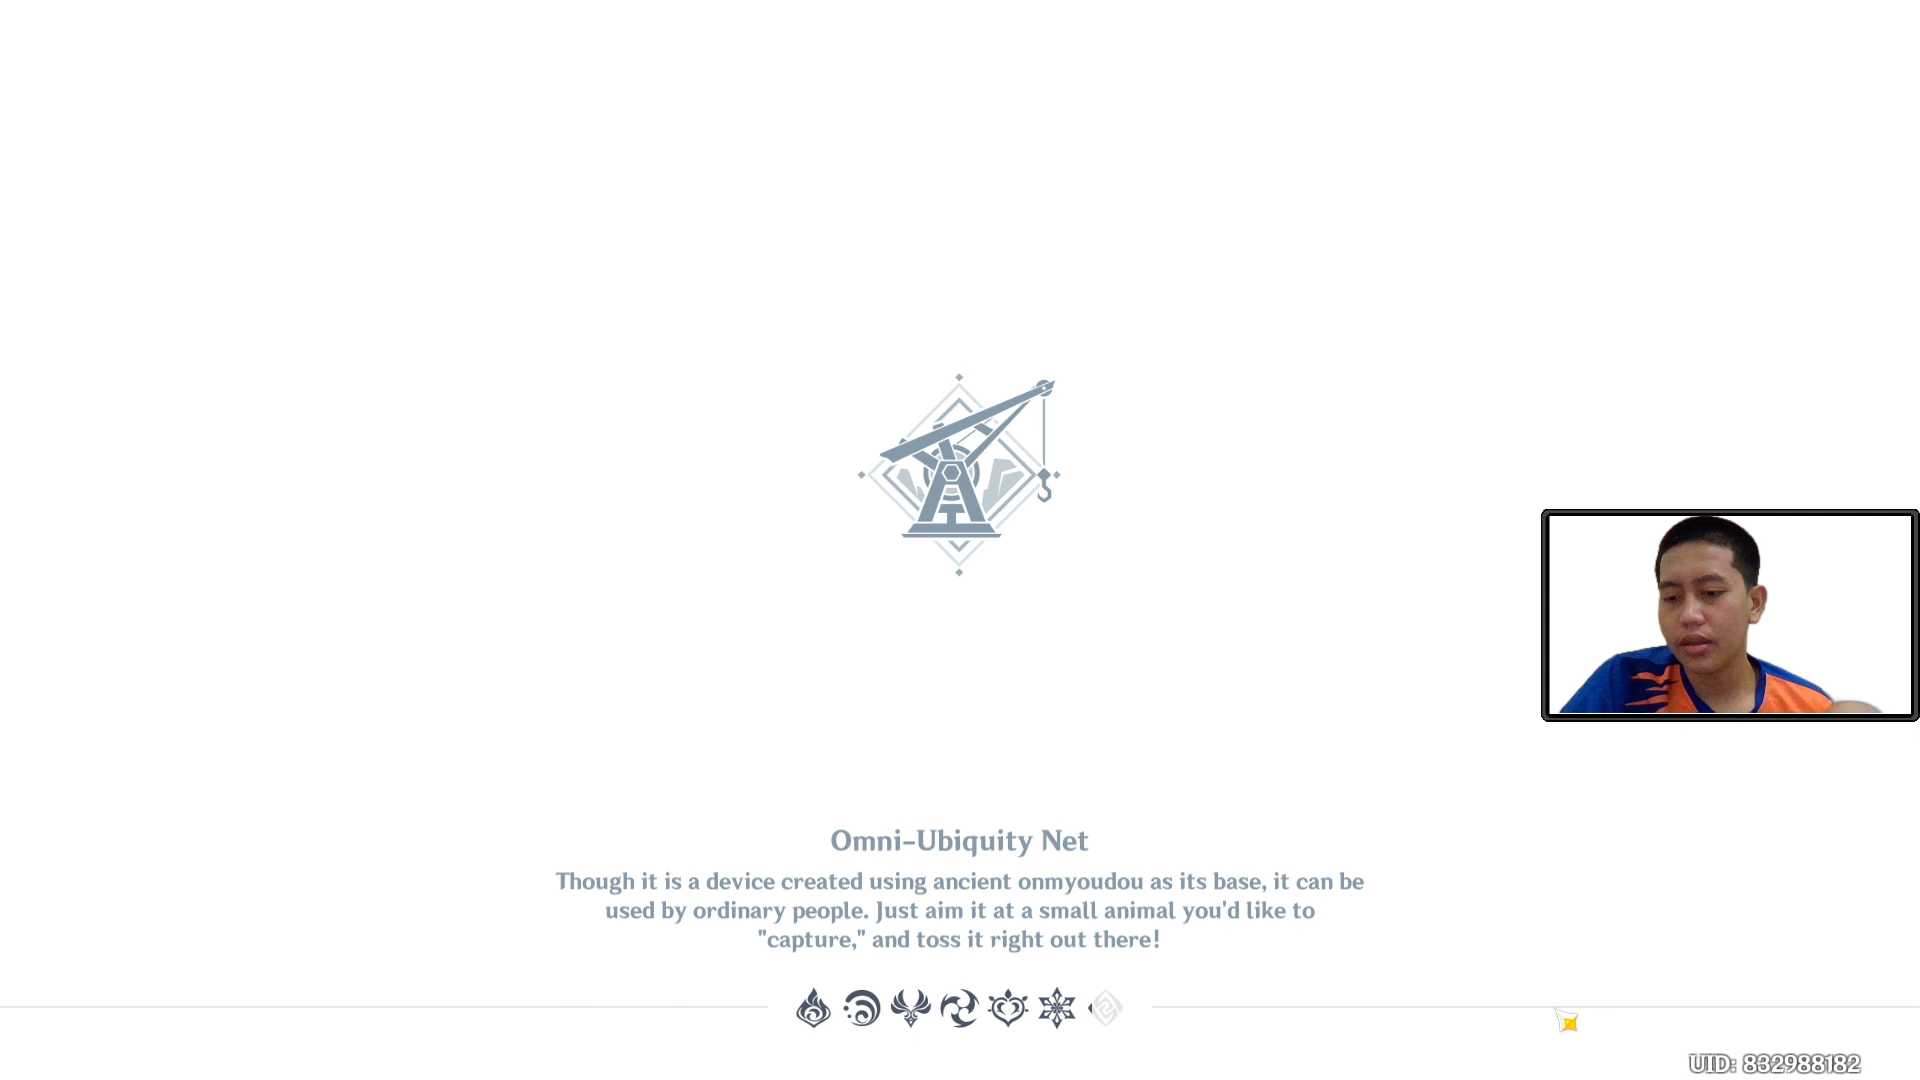 Omni-Ubiquity Net
Though it is a device created using ancient onmyoudou as its base, it can be
used by ordinary people. Just aim it at a small animal you'd like to
"capture," and toss it right out there!
UID: 832988182